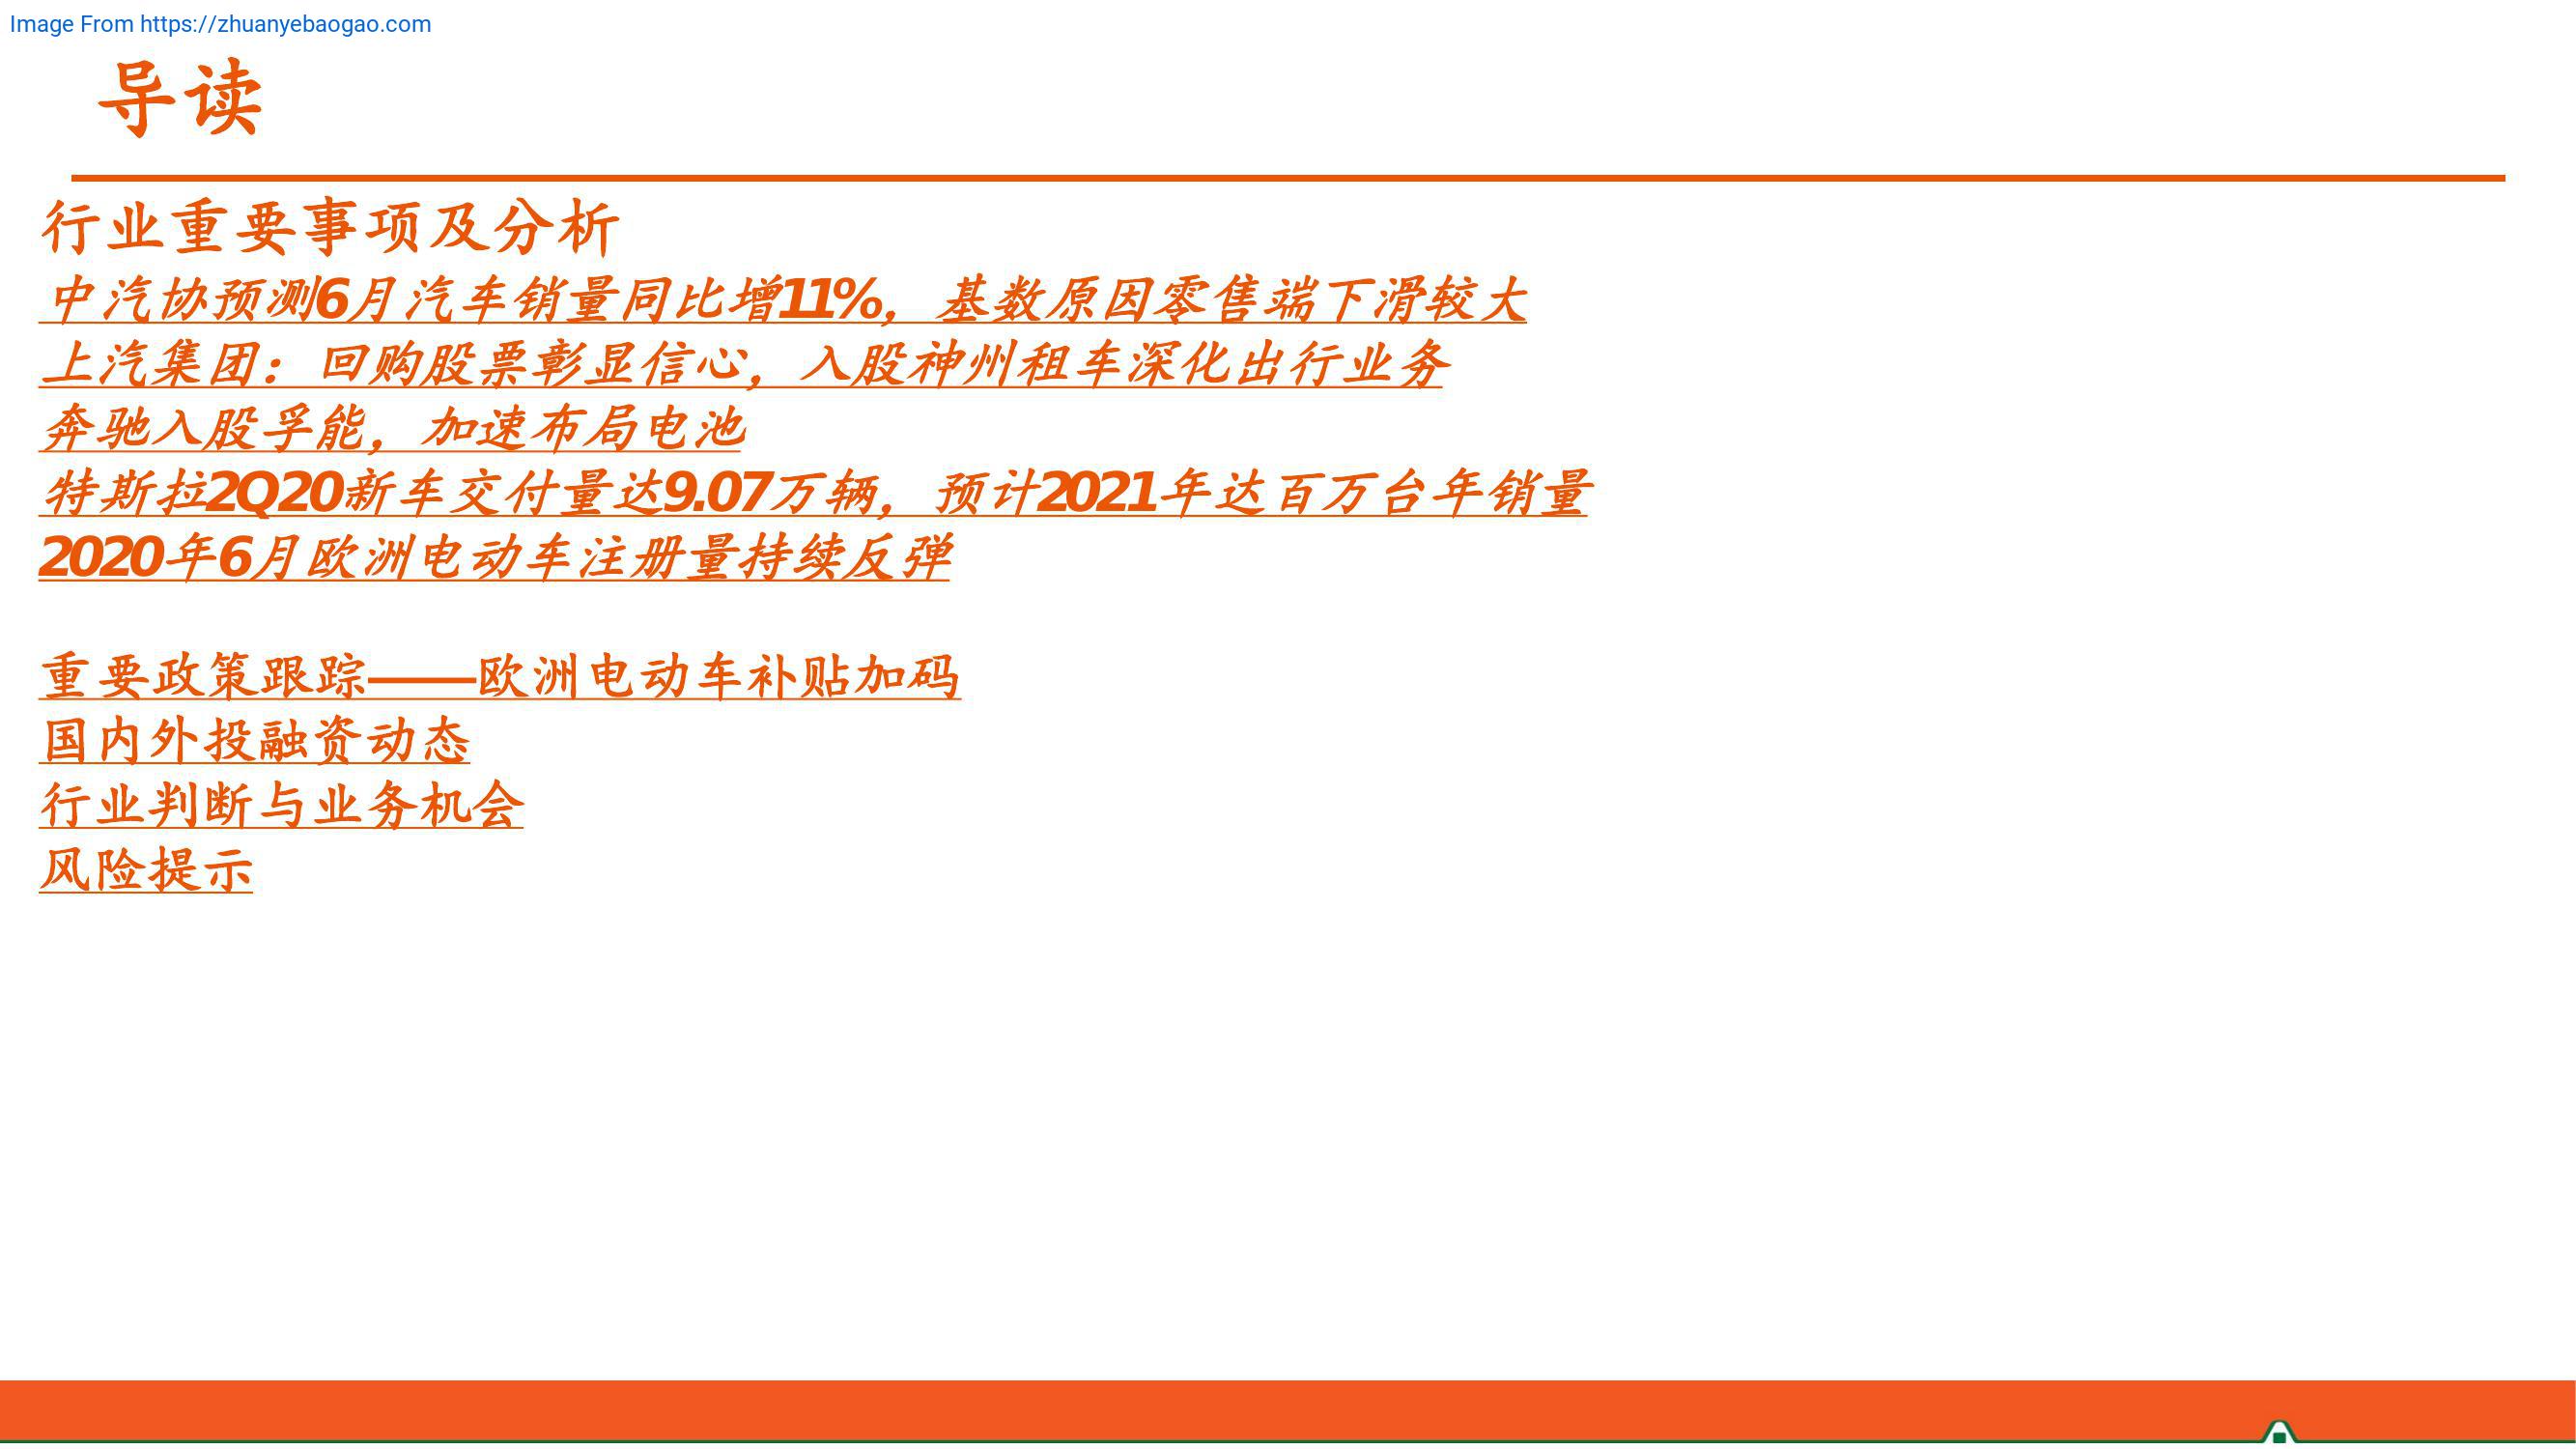 Image From https://zhuanyebaogao.com
导读
行业重要事项及分析
中汽协预测6月汽车销量同比增11%，基数原因零售端下滑较大
上汽集团：回购股票彰显信心，入股神州租车深化出行业务
奔驰入股孚能，加速布局电池
特斯拉2Q20新车交付量达9.07万辆，预计2021年达百万台年销量
2020年6月欧洲电动车注册量持续反弹
重要政策跟踪——欧洲电动车补贴加码
国内外投融资动态
行业判断与业务机会
风险提示